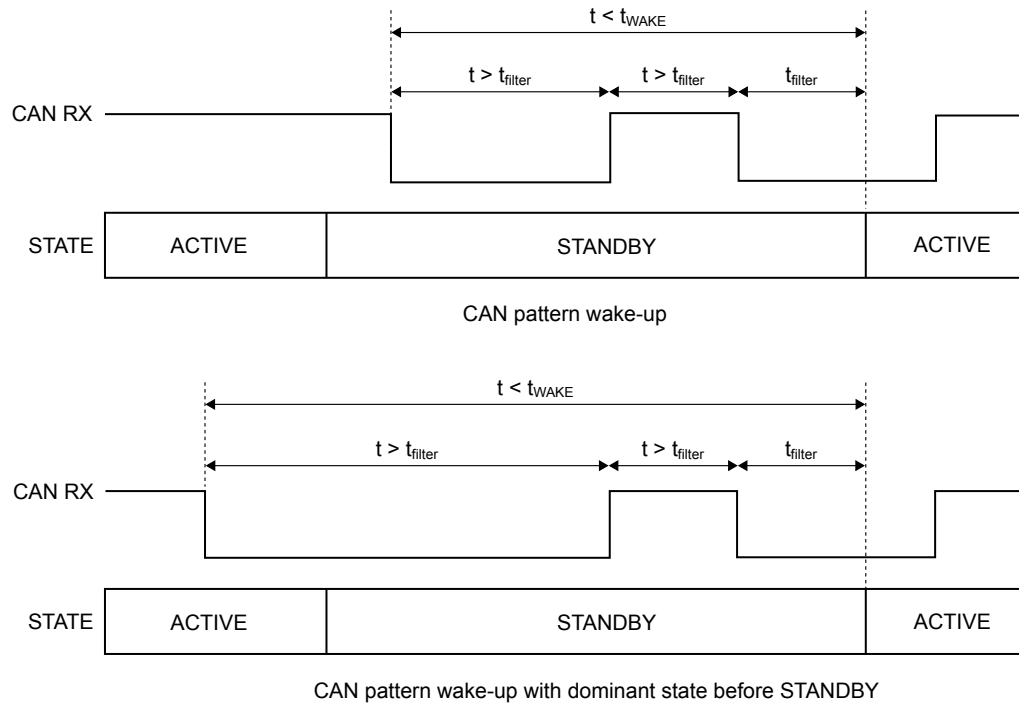 t < tWAKE
t > tfilter t > tfilter tfilter
CAN RX
STATE ACTIVE STANDBY ACTIVE
CAN pattern wake-up
t < tWAKE
t > tfilter t > tfilter tfilter
CAN RX
STATE ACTIVE STANDBY ACTIVE
CAN pattern wake-up with dominant state before STANDBY